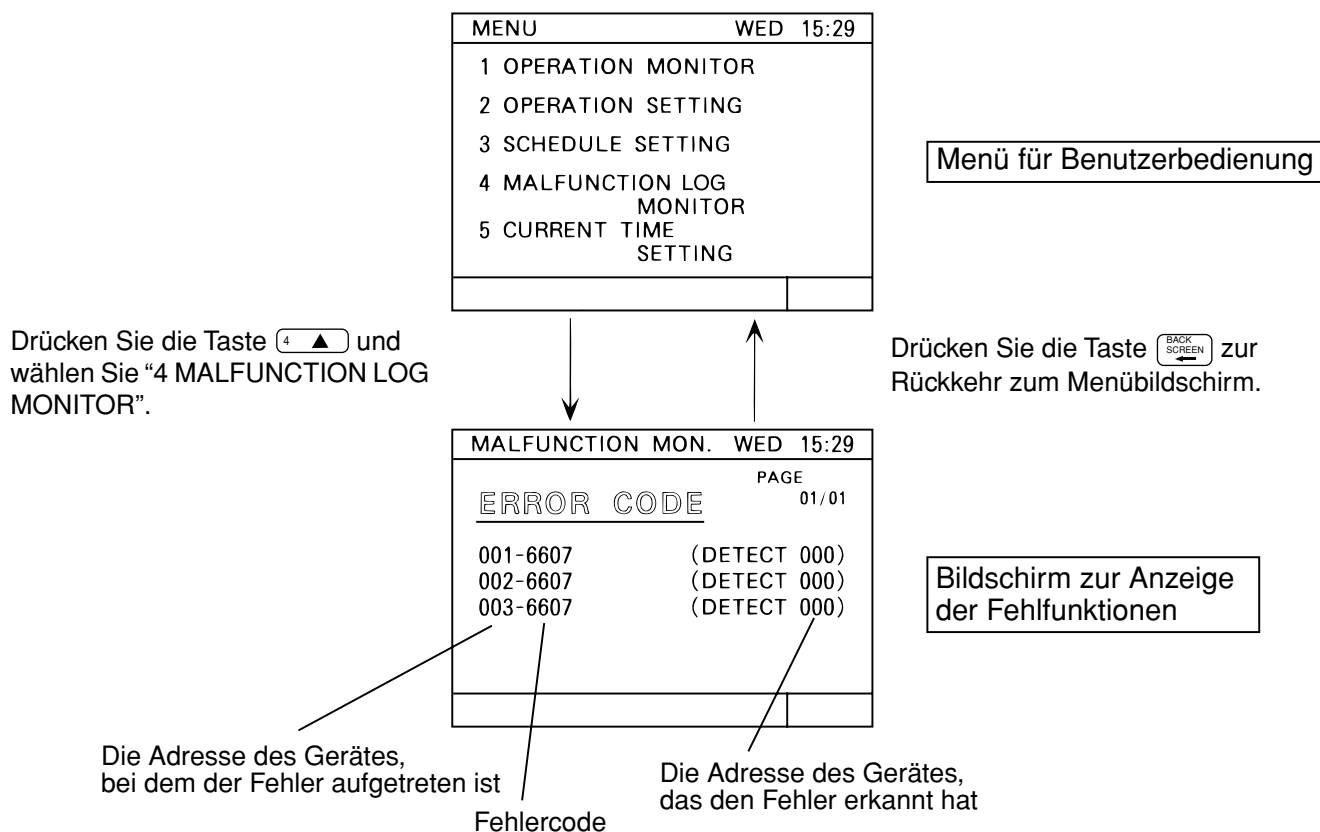 MENU WED 15:29
1 OPERATION MONITOR
2 OPERATION SETTING
3 SCHEDULE SETTING
4 MALFUNCTION LOG
MONITOR
5 CURRENT TIME
SETTING
Menü für Benutzerbedienung
Drücken Sie die Taste 4 ▲ und
wählen Sie “4 MALFUNCTION LOG
MONITOR”.
Drücken Sie die Taste BACK SCREEN zur
Rückkehr zum Menübildschirm.
MALFUNCTION MON. WED 15:29
PAGE
01/01
ERROR CODE
001-6607 (DETECT 000)
002-6607 (DETECT 000)
003-6607 (DETECT 000)
Bildschirm zur Anzeige
der Fehlfunktionen
Die Adresse des Gerätes,
bei dem der Fehler aufgetreten ist
Fehlercode
Die Adresse des Gerätes,
das den Fehler erkannt hat